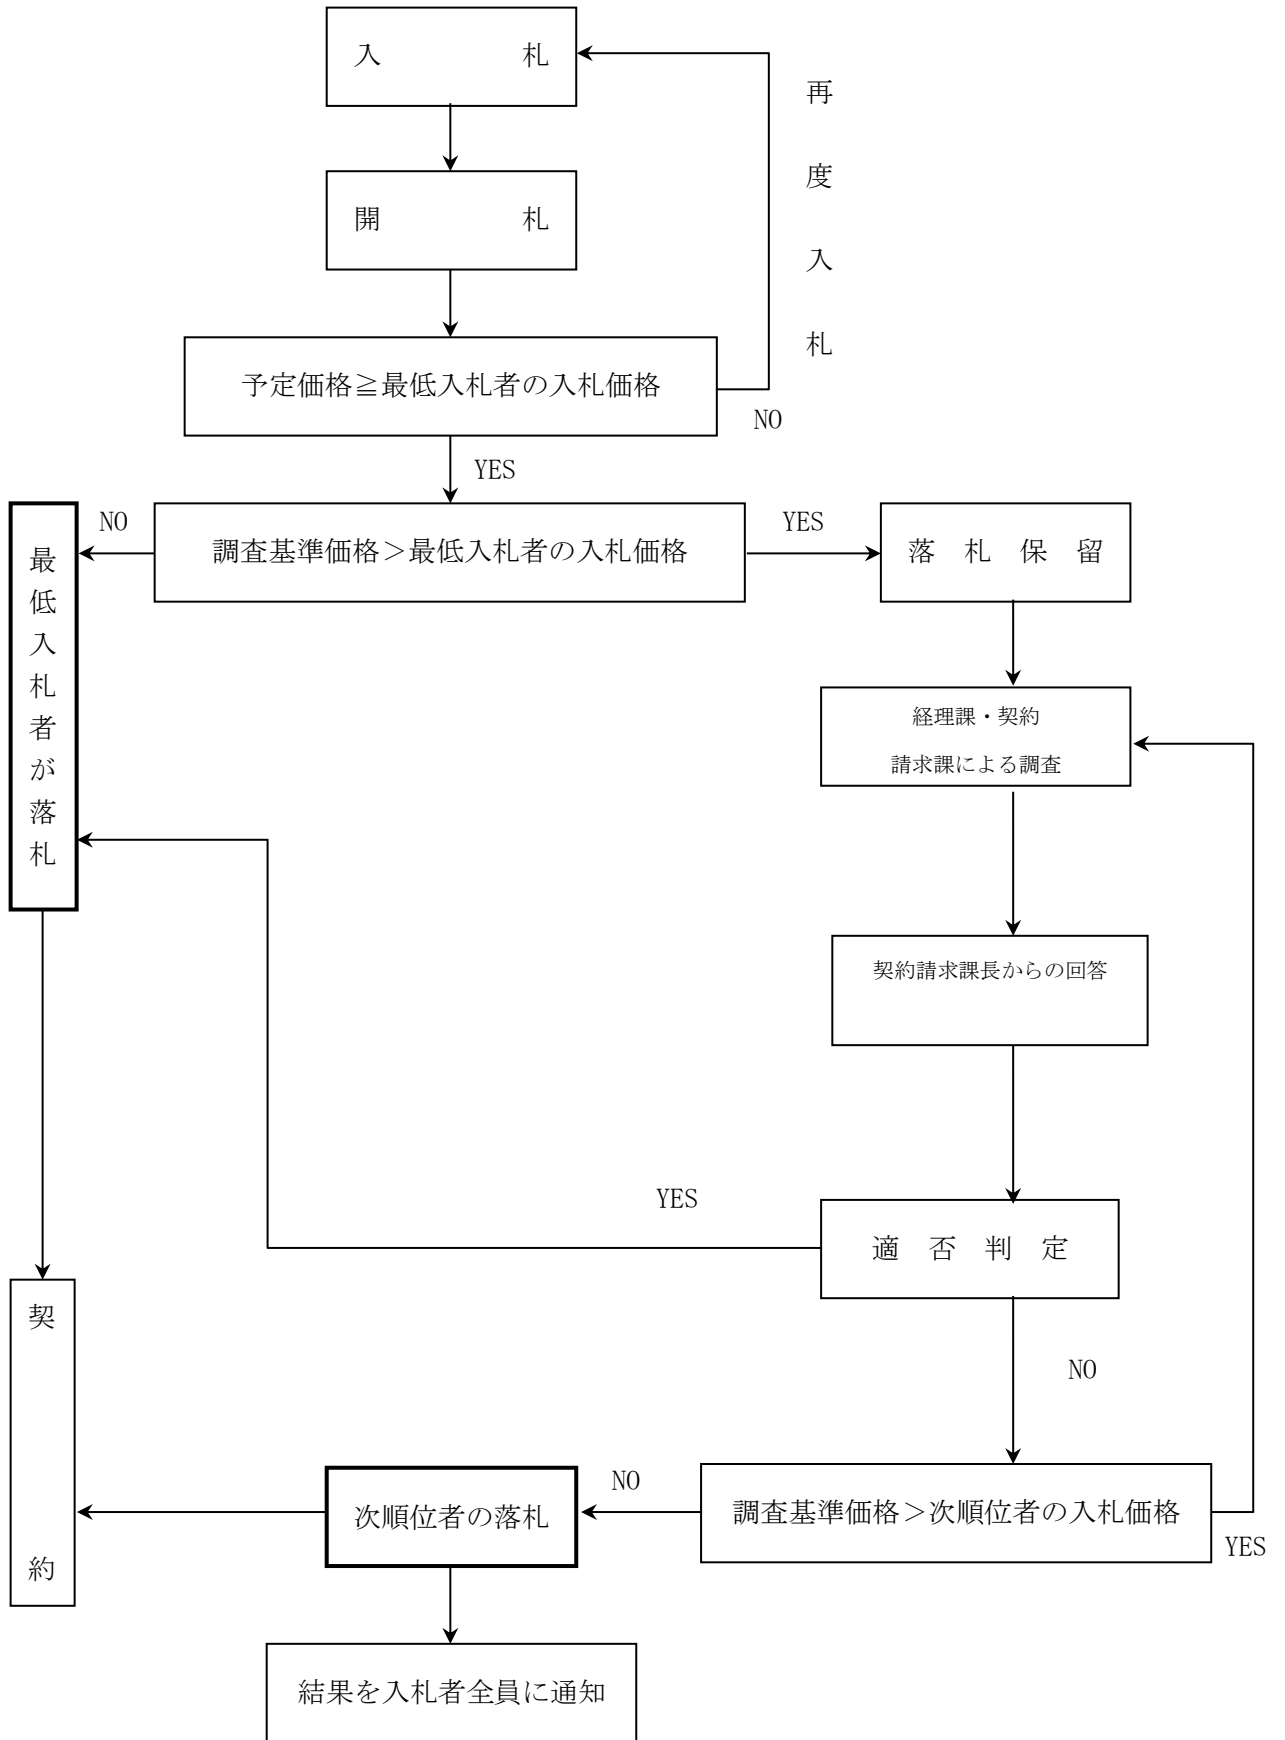 入　　　札
再度入札
開　　　札
予定価格≧最低入札者の入札価格
NO
YES
NO
調査基準価格＞最低入札者の入札価格
YES
落　札　保　留
最低入札者が落札
経理課・契約
請求課による調査
契約請求課長からの回答
YES
適　否　判　定
NO
契　　　約
NO
次順位者の落札
調査基準価格＞次順位者の入札価格
YES
結果を入札者全員に通知